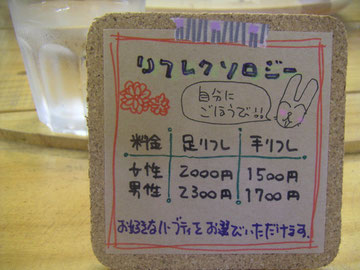 リフレクソロジー
自分に
ごほうび!!
料金 足リフレ 手リフレ
女性 2000円 1500円
男性 2300円 1700円
お好きなハーブティをお選びいただけます。